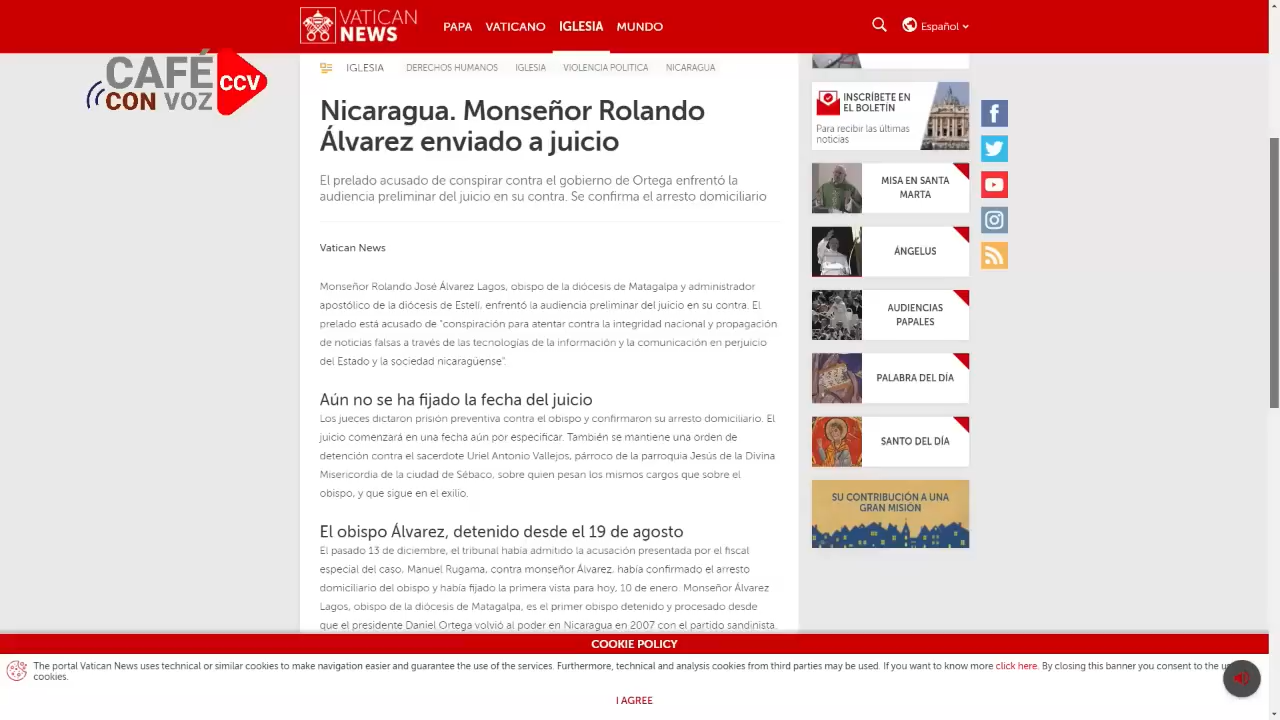 VATICAN
NEWS
PAPA VATICANO IGLESIA MUNDO
Español
CAFÉ
CON VOZ
CCV
IGLESIA DERECHOS HUMANOS IGLESIA VIOLENCIA POLITICA NICARAGUA
Nicaragua. Monseñor Rolando
Álvarez enviado a juicio
El prelado acusado de conspirar contra el gobierno de Ortega enfrentó la
audiencia preliminar del juicio en su contra. Se confirma el arresto domiciliario
Vatican News
Monseñor Rolando José Álvarez Lagos, obispo de la diócesis de Matagalpa y administrador
apostólico de la diócesis de Estelí, enfrentó la audiencia preliminar del juicio en su contra. El
prelado está acusado de "conspiración para atentar contra la integridad nacional y propagación
de noticias falsas a través de las tecnologías de la información y la comunicación en perjuicio
del Estado y la sociedad nicaragüense".
Aún no se ha fijado la fecha del juicio
Los jueces dictaron prisión preventiva contra el obispo y confirmaron su arresto domiciliario. El
juicio comenzará en una fecha aún por especificar. También se mantiene una orden de
detención contra el sacerdote Uriel Antonio Vallejos, párroco de la parroquia Jesús de la Divina
Misericordia de la ciudad de Sébaco, sobre quien pesan los mismos cargos que sobre el
obispo, y que sigue en el exilio.
El obispo Álvarez, detenido desde el 19 de agosto
El pasado 13 de diciembre, el tribunal había admitido la acusación presentada por el fiscal
especial del caso, Manuel Rugama, contra monseñor Álvarez, había confirmado el arresto
domiciliario del obispo y había fijado la primera vista para hoy, 10 de enero. Monseñor Álvarez
Lagos, obispo de la diócesis de Matagalpa, es el primer obispo detenido y procesado desde
que el presidente Daniel Ortega volvió al poder en Nicaragua en 2007 con el partido sandinista.
INSCRÍBETE EN
EL BOLETÍN
Para recibir las últimas
noticias
MISA EN SANTA
MARTA
ÁNGELUS
AUDIENCIAS
PAPALES
PALABRA DEL DÍA
SANTO DEL DÍA
SU CONTRIBUCIÓN A UNA
GRAN MISIÓN
COOKIE POLICY
The portal Vatican News uses technical or similar cookies to make navigation easier and guarantee the use of the services. Furthermore, technical and analysis cookies from third parties may be used. If you want to know more click here. By closing this banner you consent to the
cookies.
I AGREE